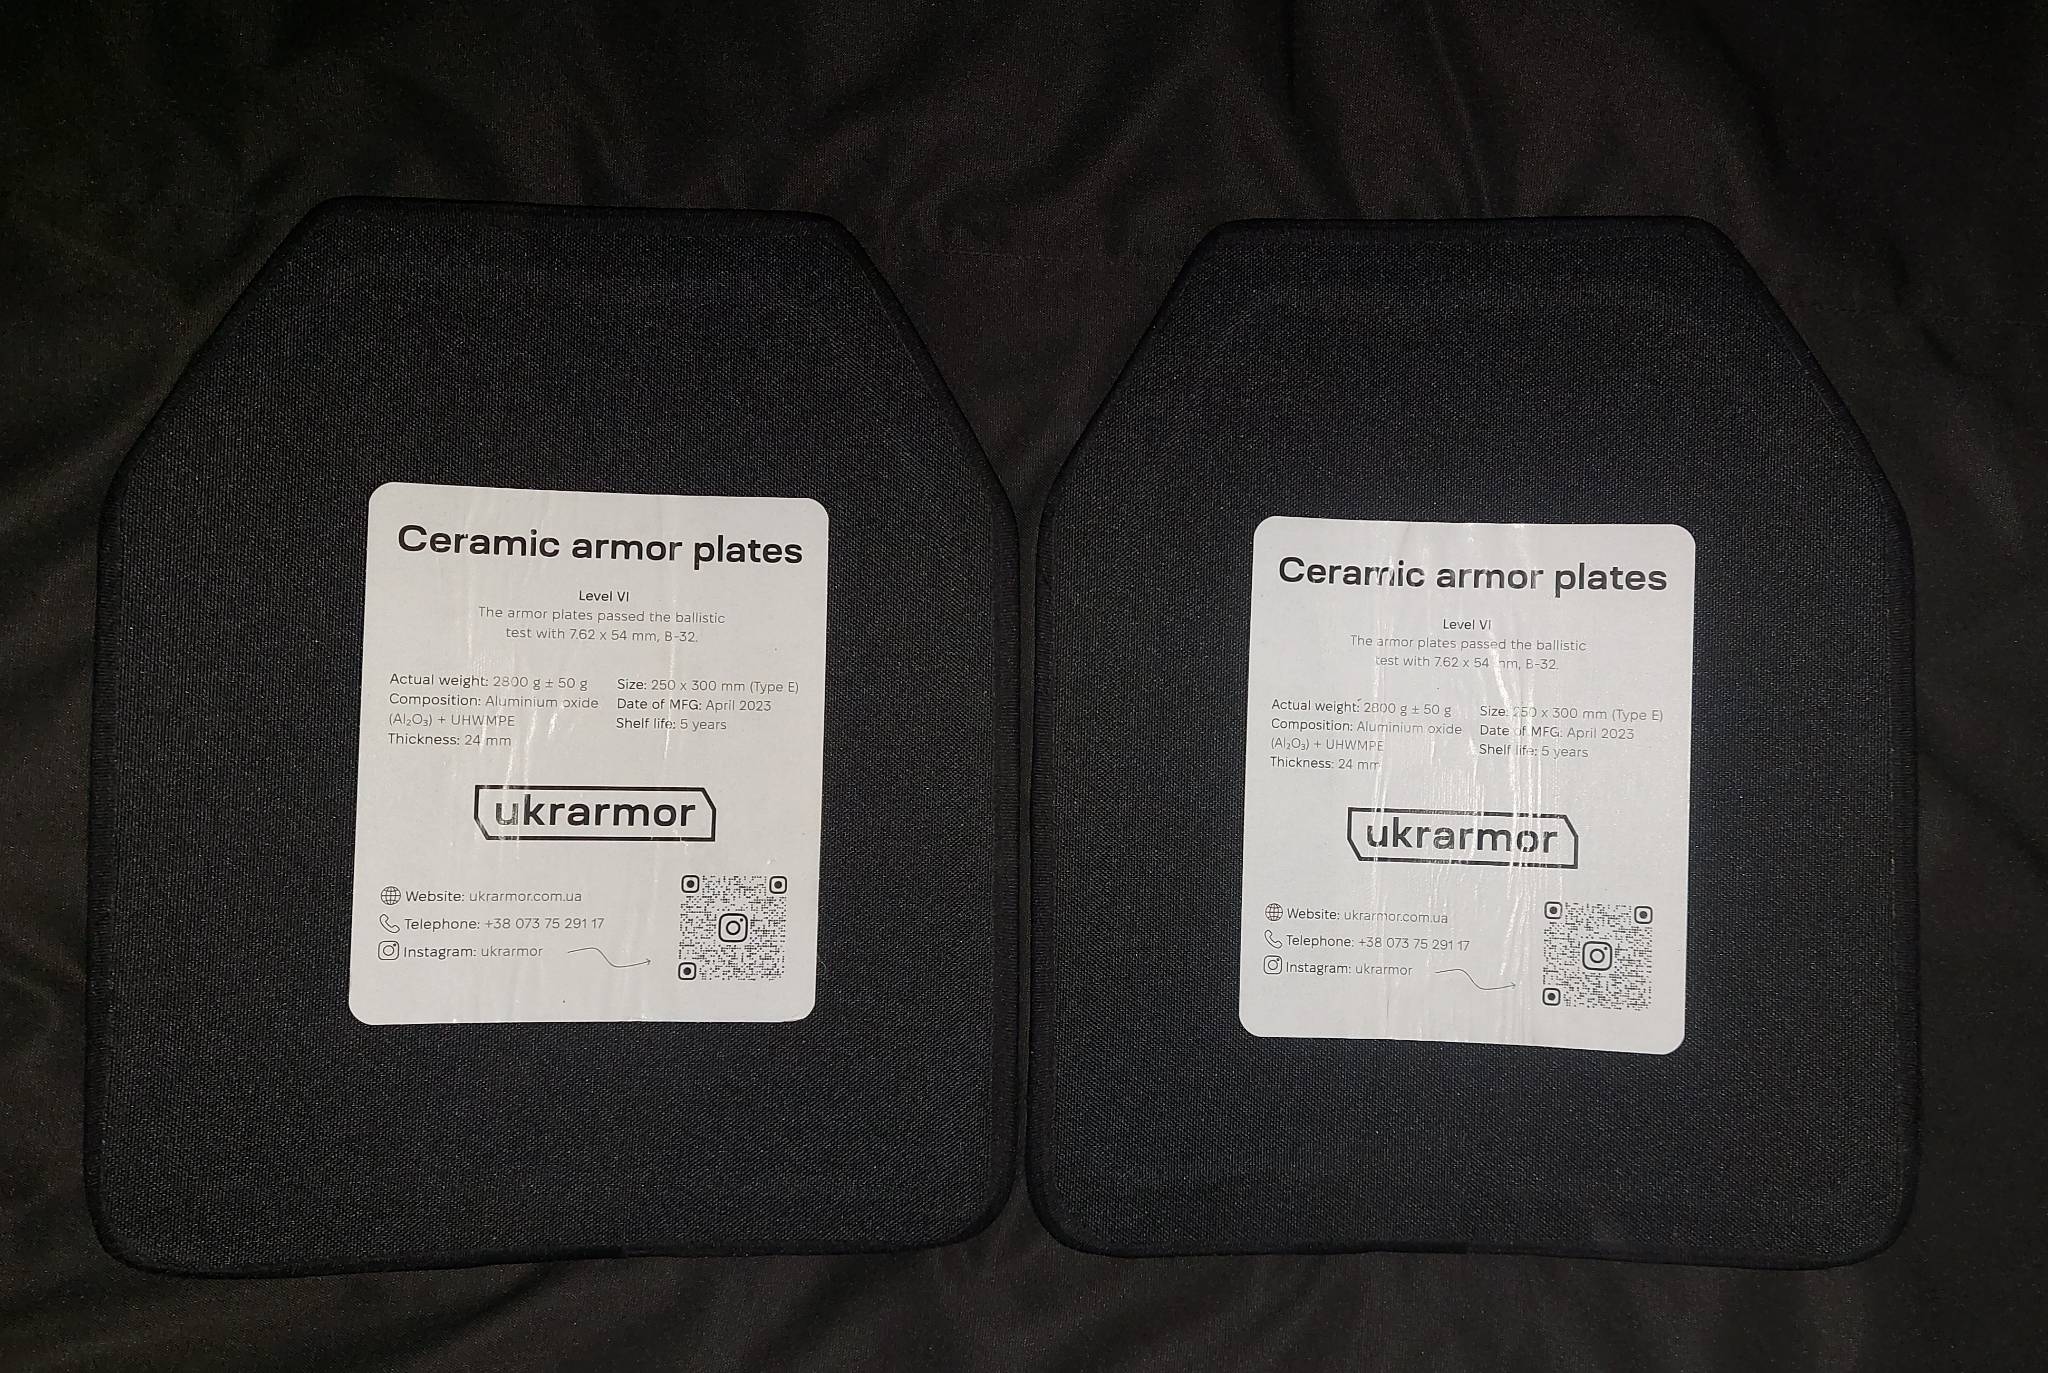 Ceramic armor plates
Level VI
The armor plates passed the ballistic
test with 7.62 x 54 mm, B-32.
Actual weight: 2800 g ± 50 g
Composition: Aluminium oxide
(Al₂O₃) + UHWMPE
Thickness: 24 mm
Size: 250 x 300 mm (Type E)
Date of MFG: April 2023
Shelf life: 5 years
ukrarmor
Website: ukrarmor.com.ua
Telephone: +38 073 75 291 17
Instagram: ukrarmor
Ceramic armor plates
Level VI
The armor plates passed the ballistic
test with 7.62 x 54 mm, B-32.
Actual weight: 2800 g ± 50 g
Composition: Aluminium oxide
(Al₂O₃) + UHWMPE
Thickness: 24 mm
Size: 250 x 300 mm (Type E)
Date of MFG: April 2023
Shelf life: 5 years
ukrarmor
Website: ukrarmor.com.ua
Telephone: +38 073 75 291 17
Instagram: ukrarmor